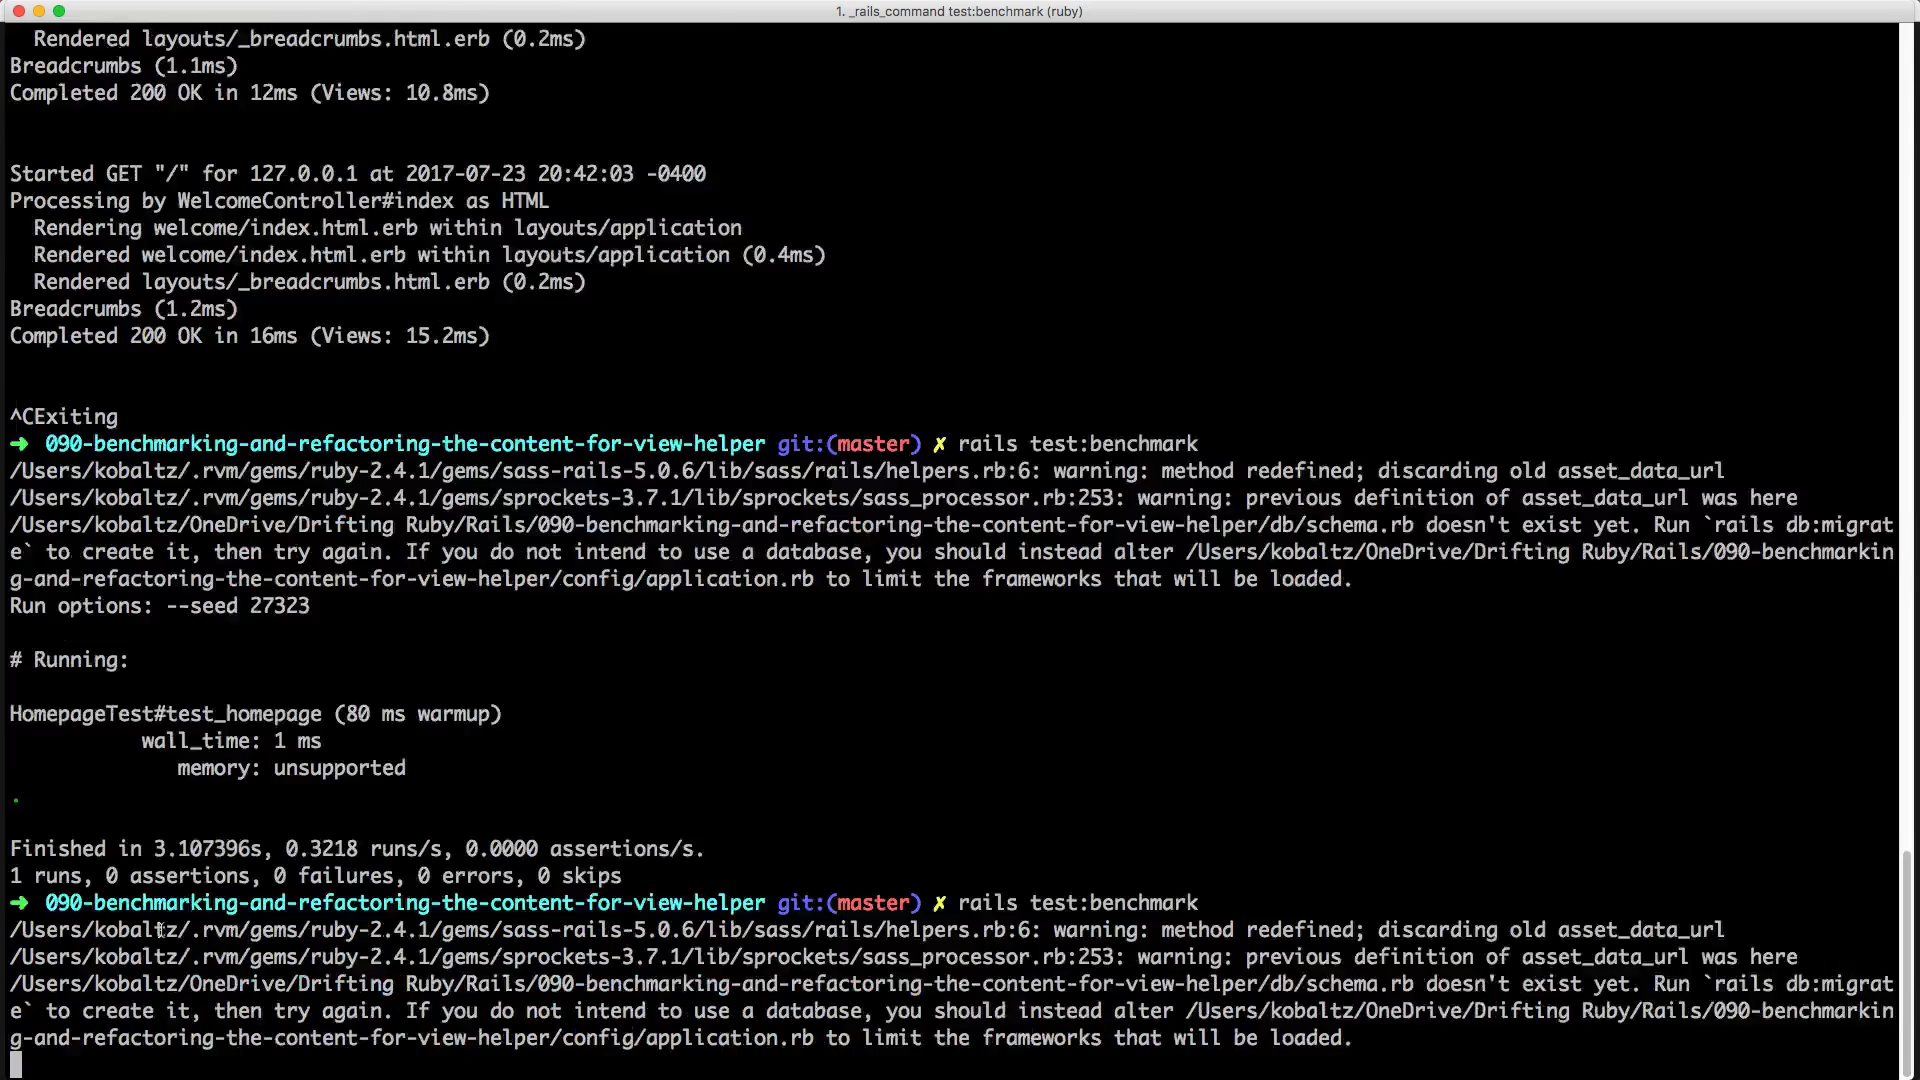 1. _rails_command test:benchmark (ruby)
Rendered layouts/_breadcrumbs.html.erb (0.2ms)
Breadcrumbs (1.1ms)
Completed 200 OK in 12ms (Views: 10.8ms)
Started GET "/" for 127.0.0.1 at 2017-07-23 20:42:03 -0400
Processing by WelcomeController#index as HTML
Rendering welcome/index.html.erb within layouts/application
Rendered welcome/index.html.erb within layouts/application (0.4ms)
Rendered layouts/_breadcrumbs.html.erb (0.2ms)
Breadcrumbs (1.2ms)
Completed 200 OK in 16ms (Views: 15.2ms)
^CExiting
➜ 090-benchmarking-and-refactoring-the-content-for-view-helper git:(master) ✗ rails test:benchmark
/Users/kobaltz/.rvm/gems/ruby-2.4.1/gems/sass-rails-5.0.6/lib/sass/rails/helpers.rb:6: warning: method redefined; discarding old asset_data_url
/Users/kobaltz/.rvm/gems/ruby-2.4.1/gems/sprockets-3.7.1/lib/sprockets/sass_processor.rb:253: warning: previous definition of asset_data_url was here
/Users/kobaltz/OneDrive/Drifting Ruby/Rails/090-benchmarking-and-refactoring-the-content-for-view-helper/db/schema.rb doesn't exist yet. Run `rails db:migrat
e` to create it, then try again. If you do not intend to use a database, you should instead alter /Users/kobaltz/OneDrive/Drifting Ruby/Rails/090-benchmarkin
g-and-refactoring-the-content-for-view-helper/config/application.rb to limit the frameworks that will be loaded.
Run options: --seed 27323
# Running:
HomepageTest#test_homepage (80 ms warmup)
wall_time: 1 ms
memory: unsupported
.
Finished in 3.107396s, 0.3218 runs/s, 0.0000 assertions/s.
1 runs, 0 assertions, 0 failures, 0 errors, 0 skips
➜ 090-benchmarking-and-refactoring-the-content-for-view-helper git:(master) ✗ rails test:benchmark
/Users/kobaltz/.rvm/gems/ruby-2.4.1/gems/sass-rails-5.0.6/lib/sass/rails/helpers.rb:6: warning: method redefined; discarding old asset_data_url
/Users/kobaltz/.rvm/gems/ruby-2.4.1/gems/sprockets-3.7.1/lib/sprockets/sass_processor.rb:253: warning: previous definition of asset_data_url was here
/Users/kobaltz/OneDrive/Drifting Ruby/Rails/090-benchmarking-and-refactoring-the-content-for-view-helper/db/schema.rb doesn't exist yet. Run `rails db:migrat
e` to create it, then try again. If you do not intend to use a database, you should instead alter /Users/kobaltz/OneDrive/Drifting Ruby/Rails/090-benchmarkin
g-and-refactoring-the-content-for-view-helper/config/application.rb to limit the frameworks that will be loaded.